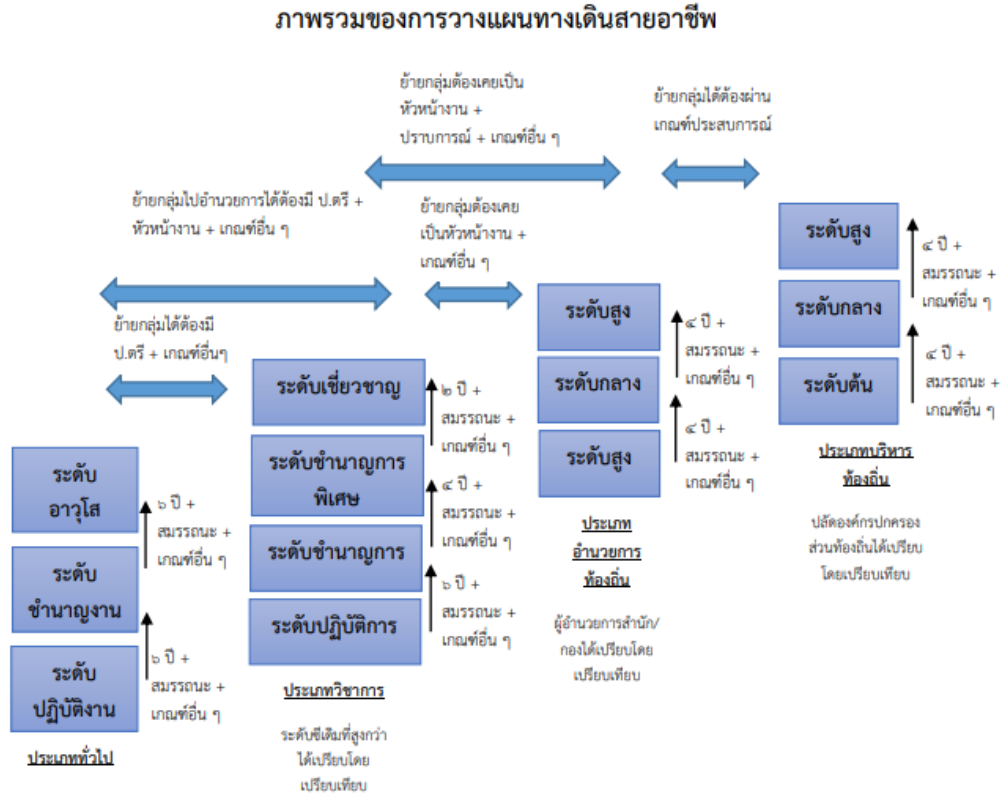 ภาพรวมของการวางแผนทางเดินสายอาชีพ
ย้ายกลุ่มต้องเคยเป็น
หัวหน้างาน +
ปราบการณ์ + เกณฑ์อื่น ๆ
ย้ายกลุ่มได้ต้องผ่าน
เกณฑ์ประสบการณ์
ย้ายกลุ่มไปอำนวยการได้ต้องมี ป.ตรี +
หัวหน้างาน + เกณฑ์อื่น ๆ
ย้ายกลุ่มต้องเคย
เป็นหัวหน้างาน +
เกณฑ์อื่น ๆ
ย้ายกลุ่มได้ต้องมี
ป.ตรี + เกณฑ์อื่นๆ
ระดับ
อาวุโส
ระดับ
ชำนาญงาน
ระดับ
ปฏิบัติงาน
๖ ปี +
สมรรถนะ +
เกณฑ์อื่น ๆ
๖ ปี +
สมรรถนะ +
เกณฑ์อื่น ๆ
ประเภททั่วไป
ระดับเชี่ยวชาญ
ระดับชำนาญการ
พิเศษ
ระดับชำนาญการ
ระดับปฏิบัติการ
๒ ปี +
สมรรถนะ +
เกณฑ์อื่น ๆ
๔ ปี +
สมรรถนะ +
เกณฑ์อื่น ๆ
๖ ปี +
สมรรถนะ +
เกณฑ์อื่น ๆ
ประเภทวิชาการ
ระดับซีเดิมที่สูงกว่า
ได้เปรียบโดย
เปรียบเทียบ
ระดับสูง
ระดับกลาง
ระดับสูง
๔ ปี +
สมรรถนะ +
เกณฑ์อื่น ๆ
๔ ปี +
สมรรถนะ +
เกณฑ์อื่น ๆ
ประเภท
อำนวยการ
ท้องถิ่น
ผู้อำนวยการสำนัก/
กองได้เปรียบโดย
เปรียบเทียบ
ระดับสูง
ระดับกลาง
ระดับต้น
๔ ปี +
สมรรถนะ +
เกณฑ์อื่น ๆ
๔ ปี +
สมรรถนะ +
เกณฑ์อื่น ๆ
ประเภทบริหาร
ท้องถิ่น
ปลัดองค์กรปกครอง
ส่วนท้องถิ่นได้เปรียบ
โดยเปรียบเทียบ